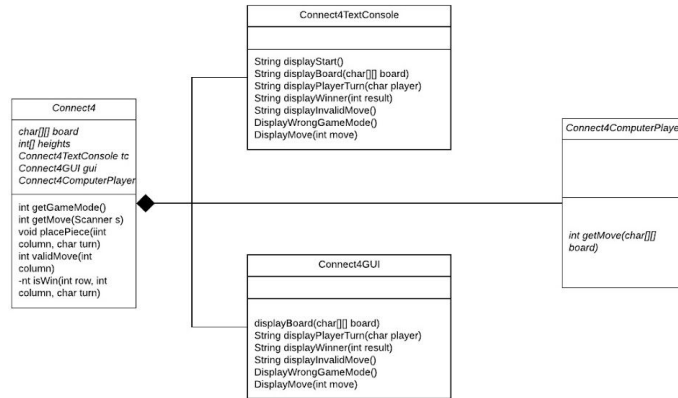 Connect4
char[][] board
int[] heights
Connect4TextConsole tc
Connect4GUI gui
Connect4ComputerPlayer
int getGameMode()
int getMove(Scanner s)
void placePiece(iint
column, char turn)
int validMove(int
column)
-nt isWin(int row, int
column, char turn)
Connect4TextConsole
String displayStart()
String displayBoard(char[][] board)
String displayPlayerTurn(char player)
String displayWinner(int result)
String displayInvalidMove()
DisplayWrongGameMode()
DisplayMove(int move)
Connect4GUI
displayBoard(char[][] board)
String displayPlayerTurn(char player)
String displayWinner(int result)
String displayInvalidMove()
DisplayWrongGameMode()
DisplayMove(int move)
Connect4ComputerPlaye
int getMove(char[][]
board)